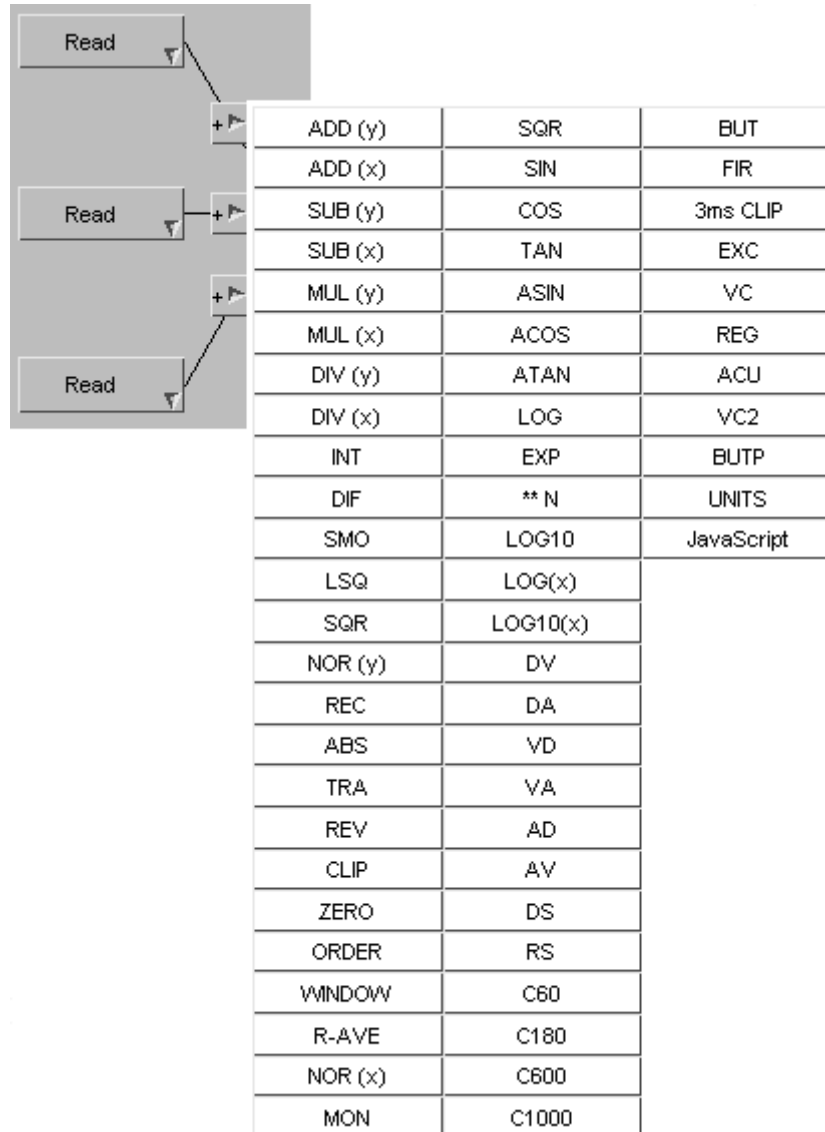 Read
+
ADD (y) SQR BUT
ADD (x) SIN FIR
Read + SUB (y) COS 3ms CLIP
SUB (x) TAN EXC
+ MUL (y) ASIN VC
MUL (x) ACOS REG
Read DIV (y) ATAN ACU
DIV (x) LOG VC2
INT EXP BUTP
DIF ** N UNITS
SMO LOG10 JavaScript
LSQ LOG(x)
SQR LOG10(x)
NOR (y) DV
REC DA
ABS VD
TRA VA
REV AD
CLIP AV
ZERO DS
ORDER RS
WINDOW C60
R-AVE C180
NOR (x) C600
MON C1000